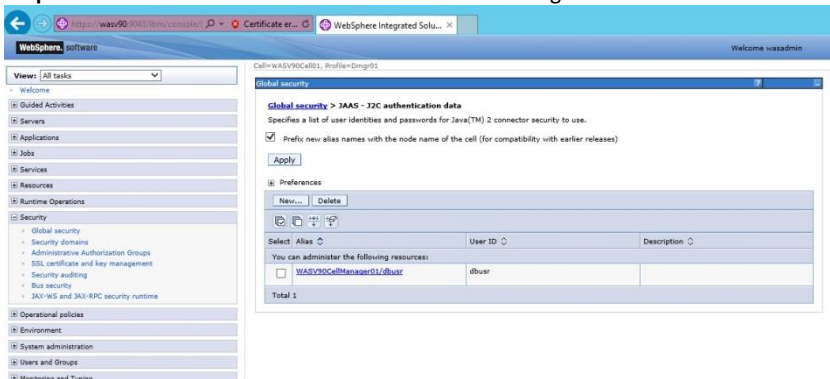 https://wasv90:9043/ibm/console/l
Certificate er...
WebSphere Integrated Solu...
WebSphere. software
Welcome wasadmin
View: All tasks
Welcome
Guided Activities
Servers
Applications
Jobs
Services
Resources
Runtime Operations
Security
Global security
Security domains
Administrative Authorization Groups
SSL certificate and key management
Security auditing
Bus security
JAX-WS and JAX-RPC security runtime
Operational policies
Environment
System administration
Users and Groups
Monitoring and Tuning
Cell=WASV90Cell01, Profile=Dmgr01
Global security
Global security > JAAS - J2C authentication data
Specifies a list of user identities and passwords for Java(TM) 2 connector security to use.
Prefix new alias names with the node name of the cell (for compatibility with earlier releases)
Apply
Preferences
New... Delete
Select Alias User ID Description
You can administer the following resources:
WASV90CellManager01/dbusr dbusr
Total 1